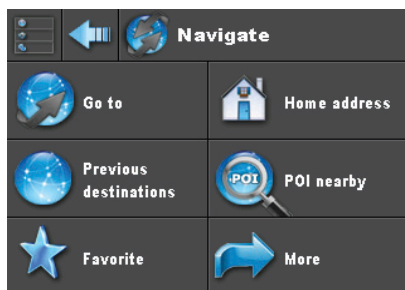 Navigate
Go to
Home address
Previous
destinations
POI
POI nearby
Favorite
More